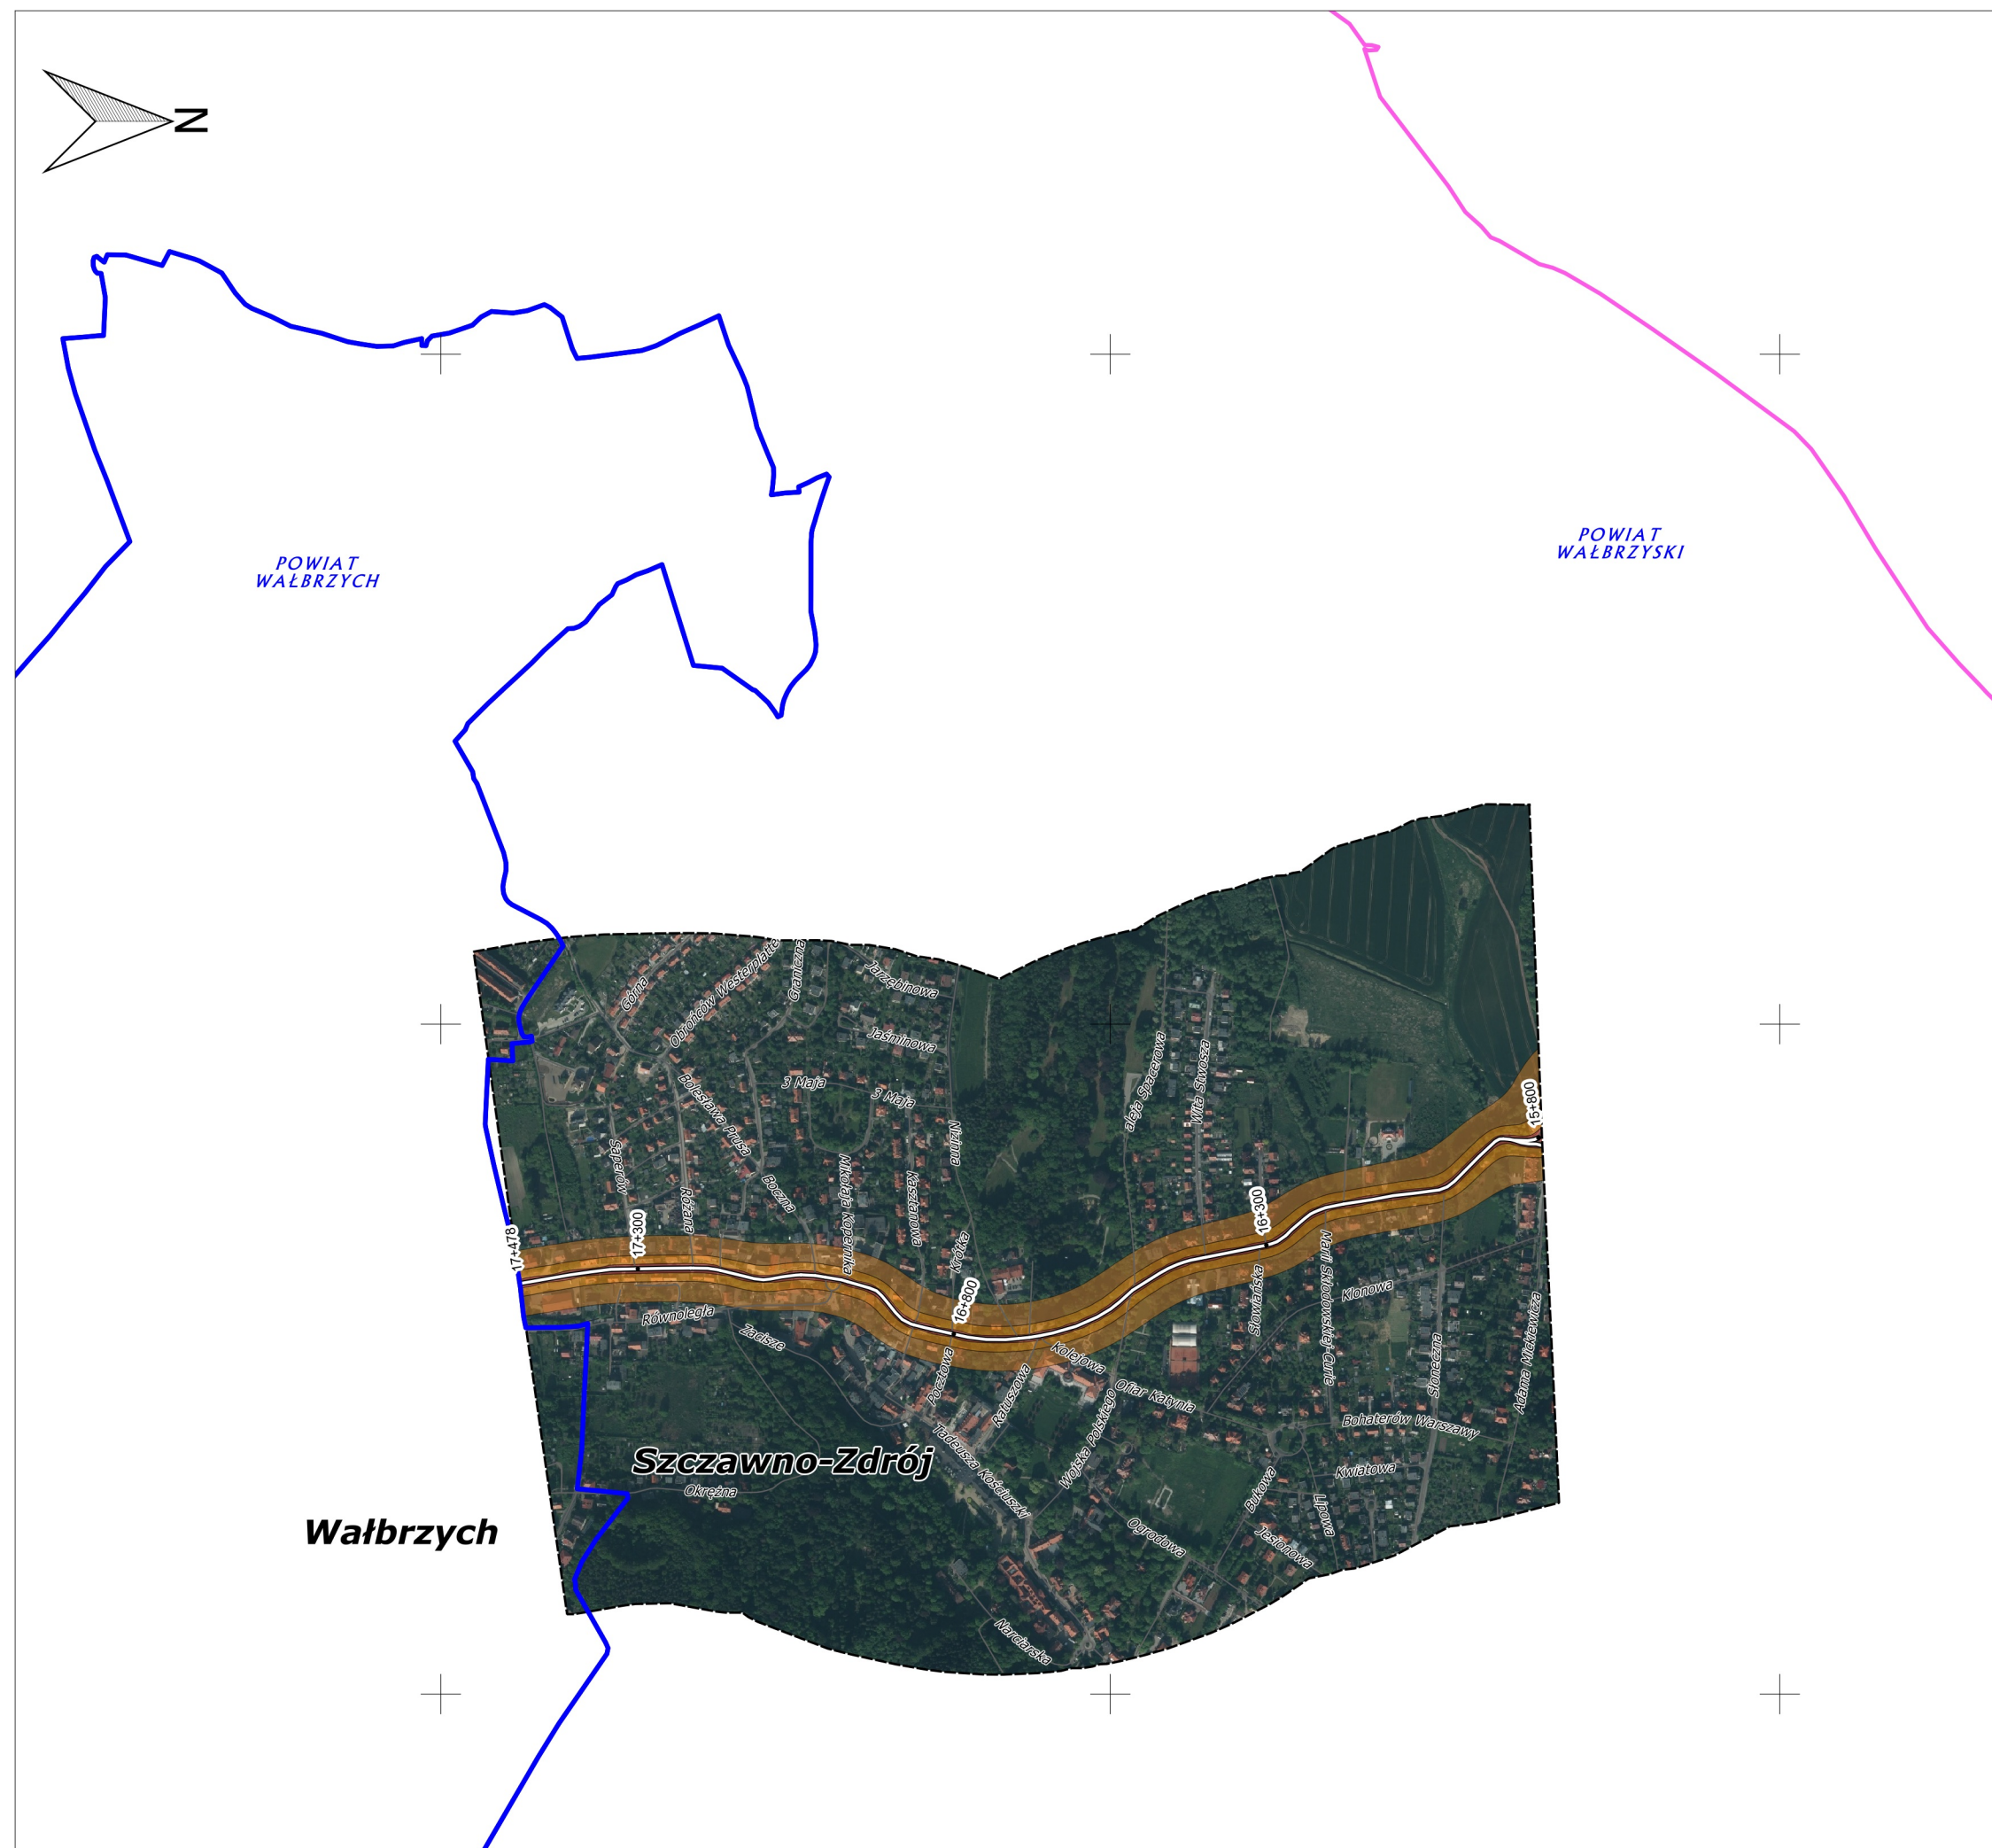 N
POWIAT
WAŁBRZYCH
POWIAT
WAŁBRZYSKI
Górna
Obrońców Westerplatte
Graniczna
Jarzębinowa
Jaśminowa
3 Maja
3 Maja
Bolesława Prusa
Boczna
Saperów
Różana
Mikołaja Kopernika
Kasztanowa
Nizinna
Krótka
aleja Spacerowa
Wita Stwosza
15+800
16+300
16+800
17+300
17+478
Równoległa
Zacisze
Pocztowa
Ratuszowa
Kolejowa
Ofiar Katynia
Wojska Polskiego
Tadeusza Kościuszki
Słowiańska
Marii Skłodowskiej-Curie
Klonowa
Słoneczna
Adama Mickiewicza
Bohaterów Warszawy
Kwiatowa
Bukowa
Lipowa
Jesionowa
Ogrodowa
Narciarska
Okrężna
Szczawno-Zdrój
Wałbrzych